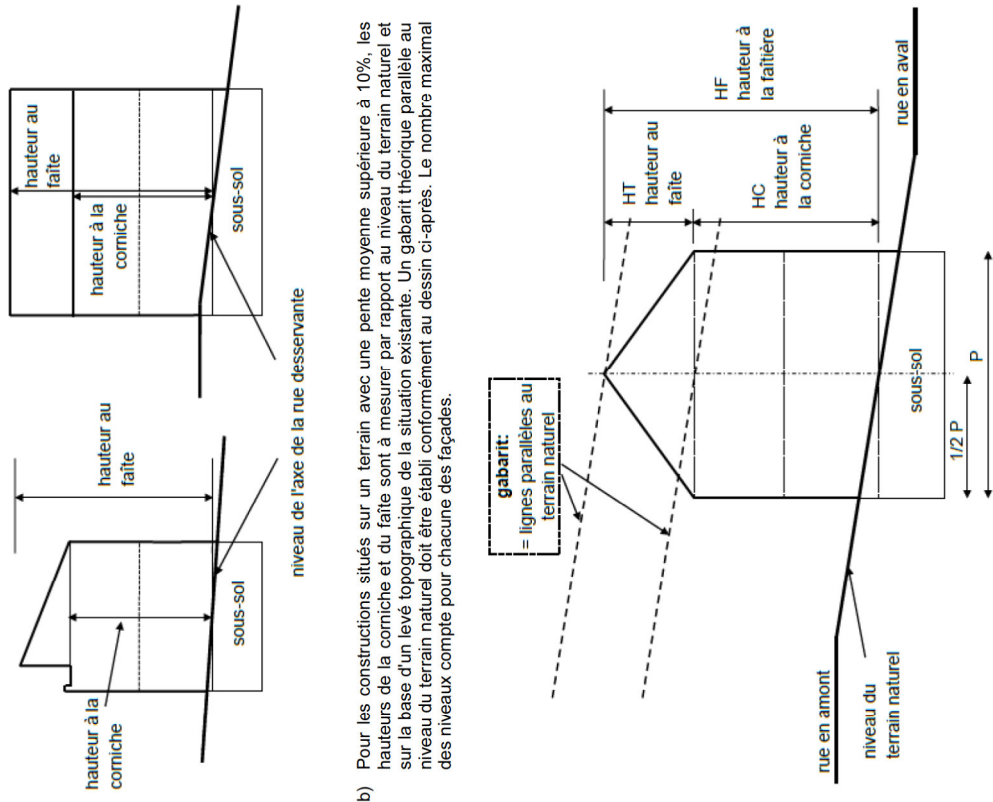 hauteur au
faîte
hauteur à la
corniche
sous-sol
hauteur au
faîte
hauteur à la
corniche
sous-sol
niveau de l'axe de la rue desservante
b) Pour les constructions situés sur un terrain avec une pente moyenne supérieure à 10%, les
hauteurs de la corniche et du faîte sont à mesurer par rapport au niveau du terrain naturel et
sur la base d'un levé topographique de la situation existante. Un gabarit théorique parallèle au
niveau du terrain naturel doit être établi conformément au dessin ci-après. Le nombre maximal
des niveaux compte pour chacune des façades.
gabarit:
= lignes parallèles au
terrain naturel
HT
hauteur au
faîte
HF
hauteur à
la faîtière
HC
hauteur à
la corniche
rue en amont
niveau du
terrain naturel
sous-sol
rue en aval
1/2 P
P